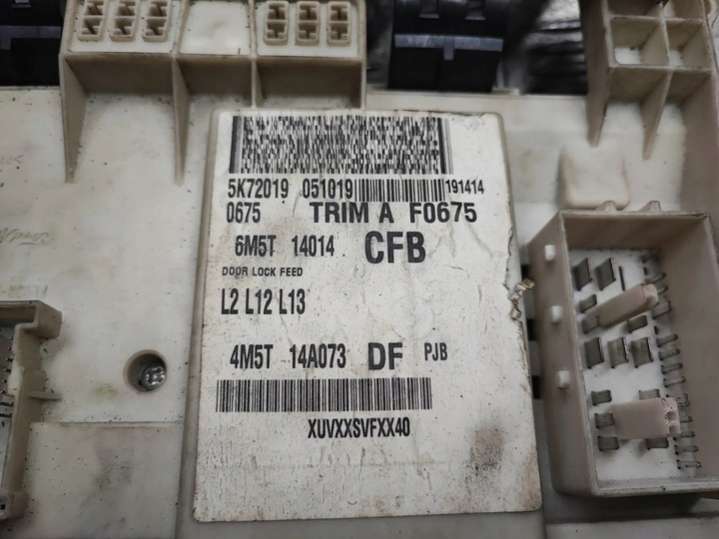 5K72019 051019 191414
0675 TRIM A F0675
6M5T 14014 CFB
DOOR LOCK FEED
L2 L12 L13
4M5T 14A073 DF PJB
XUVXXSVFXX40